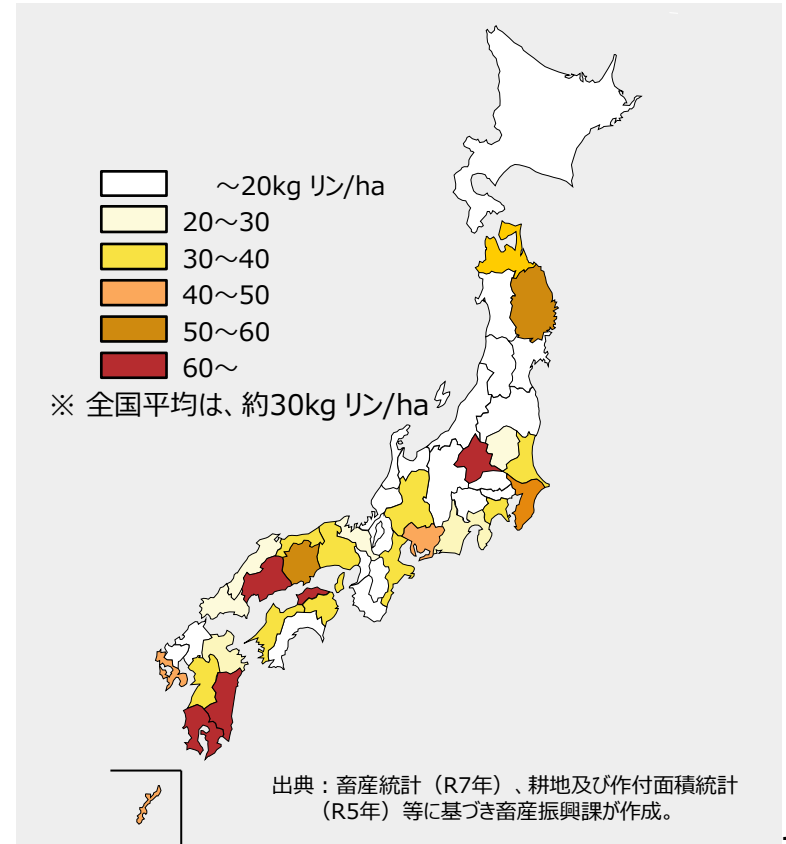 ～20kg リン/ha
20～30
30～40
40～50
50～60
60～
※ 全国平均は、約30kg リン/ha
出典：畜産統計（R7年）、耕地及び作付面積統計
（R5年）等に基づき畜産振興課が作成。